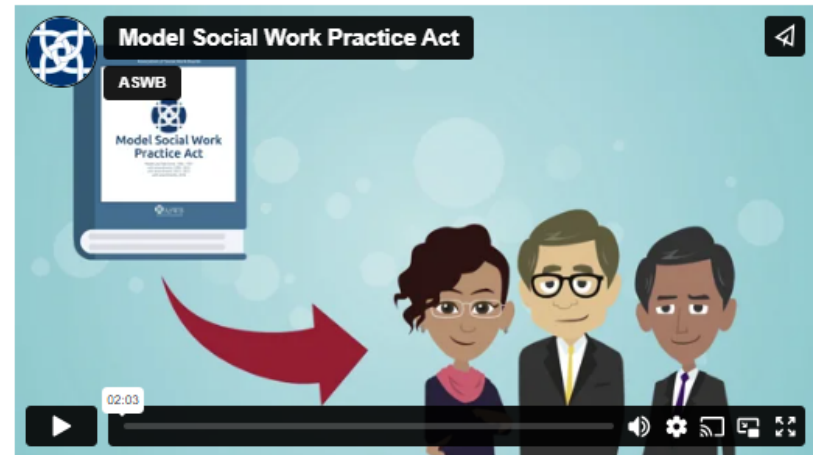 Model Social Work Practice Act
ASWB
Model Social Work
Practice Act
02:03